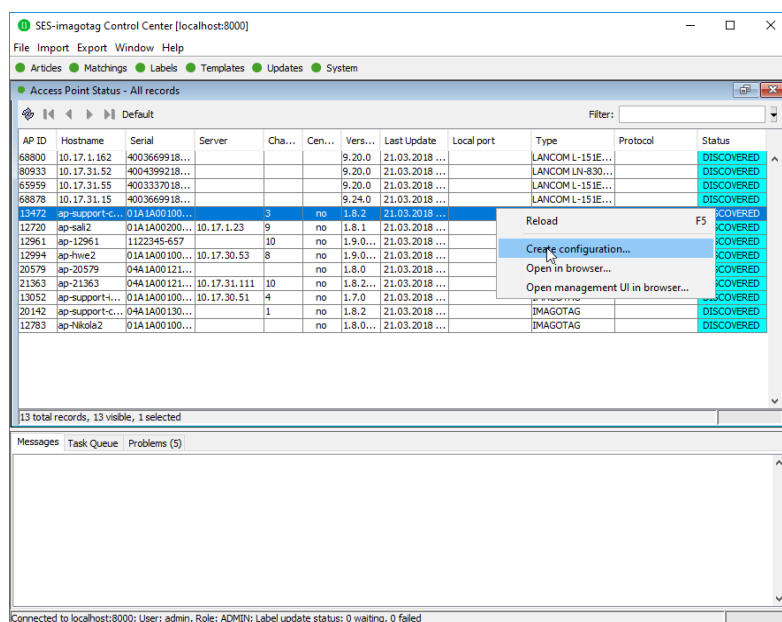 SES-imagotag Control Center [localhost:8000]
File Import Export Window Help
Articles Matchings Labels Templates Updates System
Access Point Status - All records
Default Filter:
AP ID Hostname Serial Server Cha... Cen... Vers... Last Update Local port Type Protocol Status
68800 10.17.1.162 4003669918... 9.20.0 21.03.2018 ... LANCOM L-151E... DISCOVERED
80933 10.17.31.52 4004399218... 9.20.0 21.03.2018 ... LANCOM LN-830... DISCOVERED
65959 10.17.31.55 4003337018... 9.20.0 21.03.2018 ... LANCOM L-151E... DISCOVERED
68878 10.17.31.15 4003669918... 9.24.0 21.03.2018 ... LANCOM L-151E... DISCOVERED
13472 ap-support-c... 01A1A00100... 3 no 1.8.2 21.03.2018 ... 
12720 ap-sali2 01A1A00200... 10.17.1.23 9 no 1.8.1 21.03.2018 ... Reload F5
12961 ap-12961 1122345-657 10 no 1.9.0... 21.03.2018 ...
12994 ap-hwe2 01A1A00100... 10.17.30.53 8 no 1.9.0... 21.03.2018 ... Create configuration...
20579 ap-20579 04A1A00121... no 1.8.0 21.03.2018 ... Open in browser...
21363 ap-21363 04A1A00121... 10.17.31.111 10 no 1.8.2... 21.03.2018 ... Open management UI in browser...
13052 ap-support-i... 01A1A00100... 10.17.30.51 4 no 1.7.0 21.03.2018 ... DISCOVERED
20142 ap-support-c... 04A1A00130... 1 no 1.8.2 21.03.2018 ... IMAGOTAG DISCOVERED
12783 ap-Nikola2 01A1A00100... no 1.8.0... 21.03.2018 ... IMAGOTAG DISCOVERED
13 total records, 13 visible, 1 selected
Messages Task Queue Problems (5)
Connected to localhost:8000; User: admin, Role: ADMIN; Label update status: 0 waiting, 0 failed